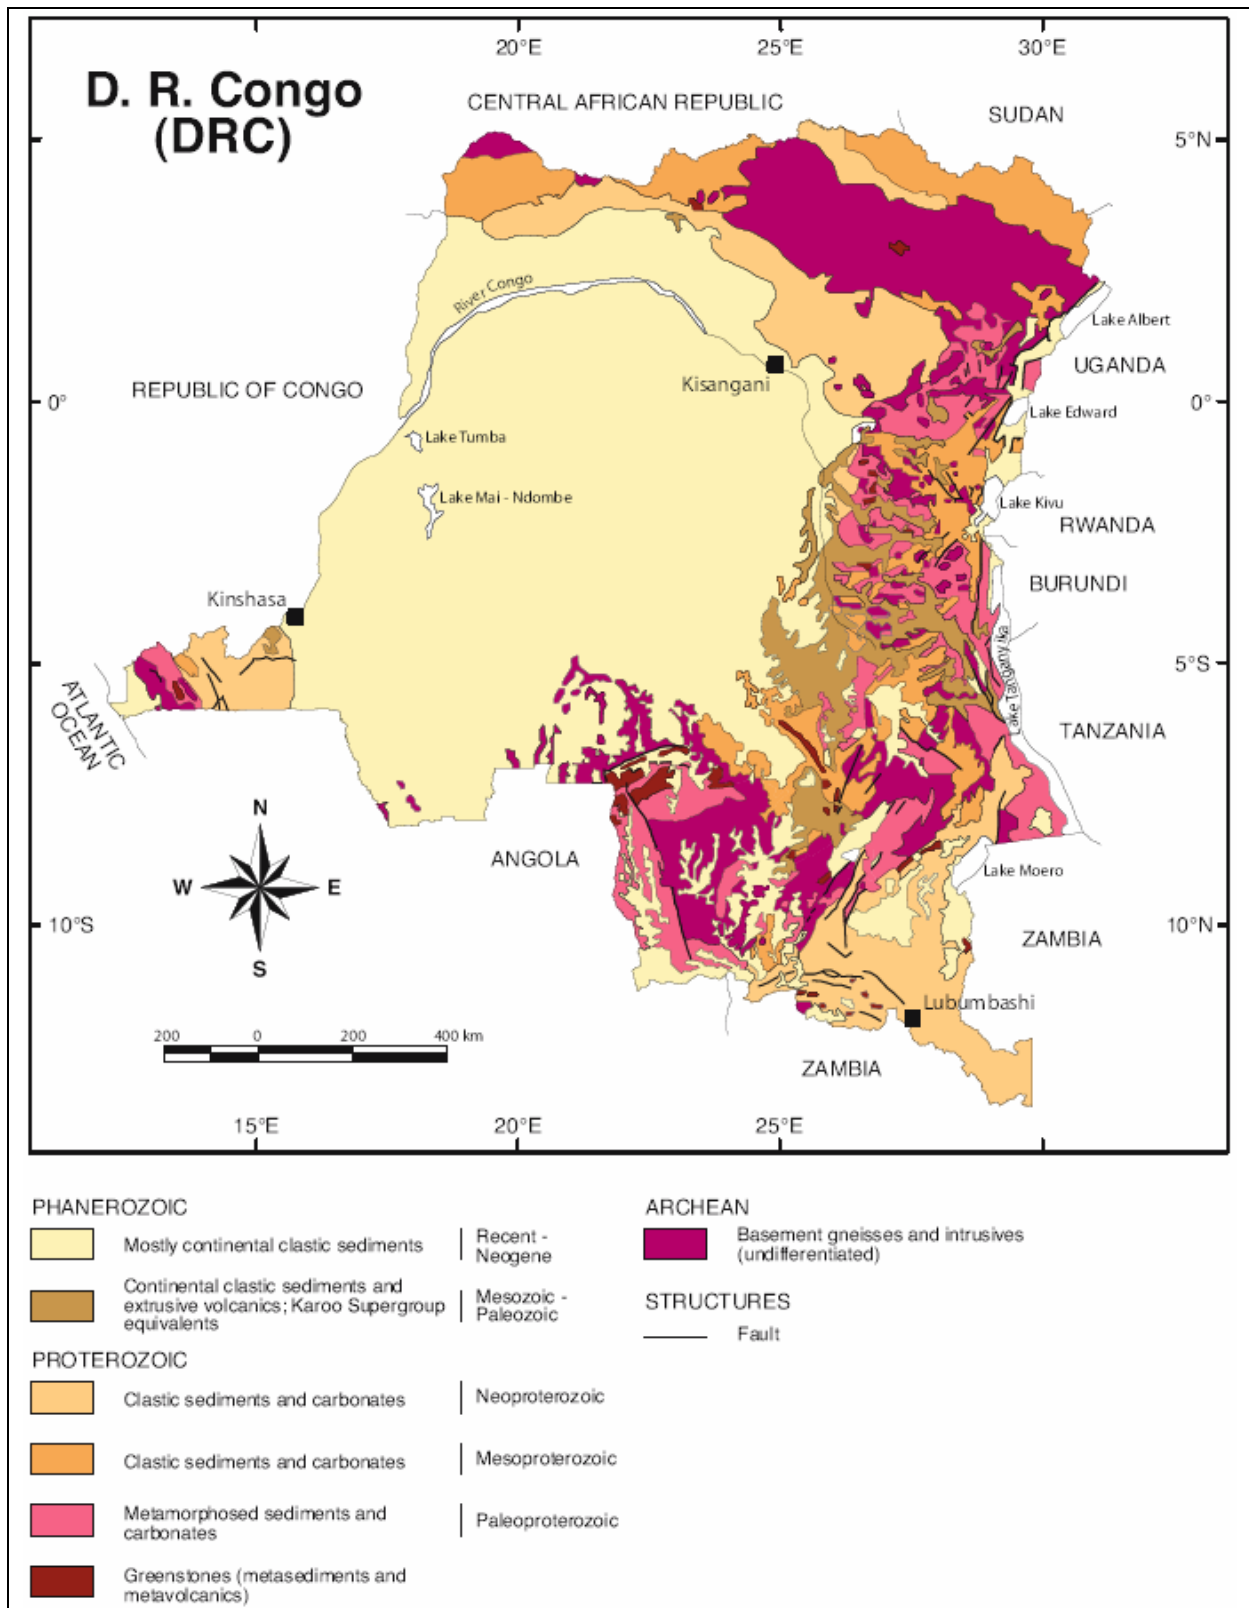 20°E 25°E 30°E
D. R. Congo
(DRC)
CENTRAL AFRICAN REPUBLIC
SUDAN
5°N
River Congo
Lake Albert
UGANDA
Kisangani
REPUBLIC OF CONGO
0° 0°
Lake Edward
Lake Tumba
Lake Mai - Ndombe
Lake Kivu
RWANDA
BURUNDI
Kinshasa
Lake Tanganyika
5°S
ATLANTIC
OCEAN
TANZANIA
N
ANGOLA
Lake Moero
W E
10°S 10°N
ZAMBIA
S
Lubumbashi
200 0 200 400 km
ZAMBIA
15°E 20°E 25°E
PHANEROZOIC
Mostly continental clastic sediments
Recent -
Neogene
Continental clastic sediments and
extrusive volcanics; Karoo Supergroup
equivalents
Mesozoic -
Paleozoic
PROTEROZOIC
Clastic sediments and carbonates
Neoproterozoic
Clastic sediments and carbonates
Mesoproterozoic
Metamorphosed sediments and
carbonates
Paleoproterozoic
Greenstones (metasediments and
metavolcanics)
ARCHEAN
Basement gneisses and intrusives
(undifferentiated)
STRUCTURES
Fault